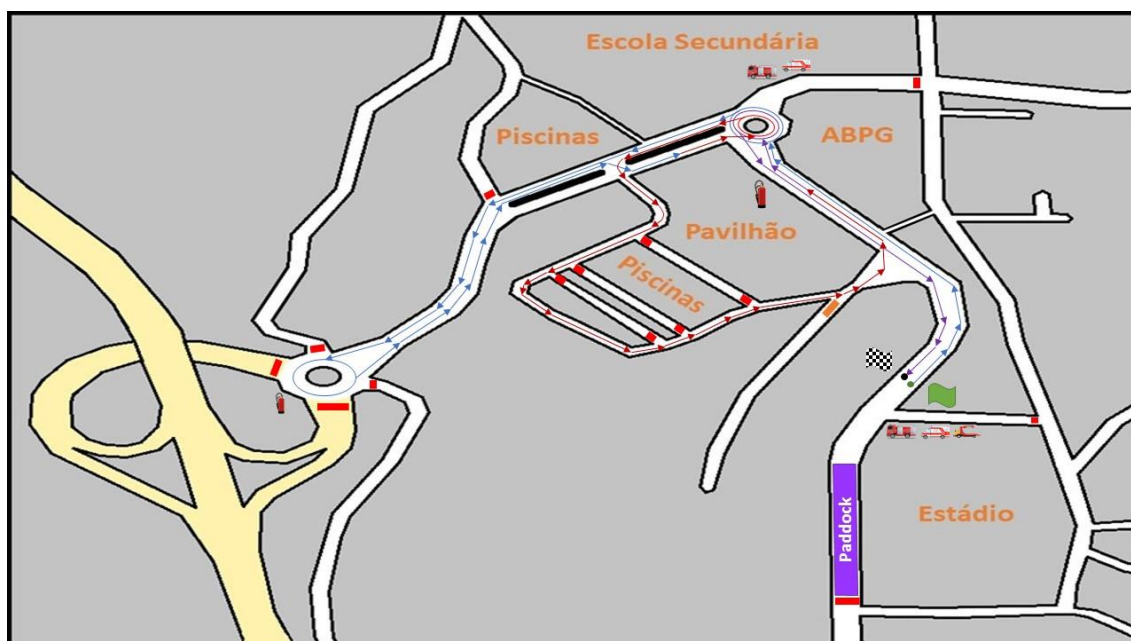 Escola Secundária
Piscinas
ABPG
Pavilhão
Piscinas
Estádio
Paddock